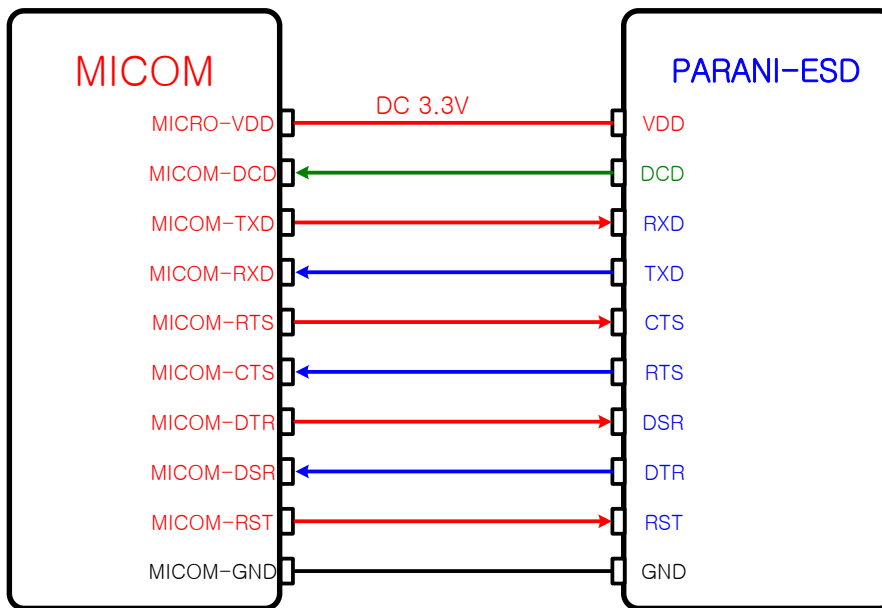 MICOM PARANI-ESD
DC 3.3V
MICRO-VDD VDD
MICOM-DCD DCD
MICOM-TXD RXD
MICOM-RXD TXD
MICOM-RTS CTS
MICOM-CTS RTS
MICOM-DTR DSR
MICOM-DSR DTR
MICOM-RST RST
MICOM-GND GND